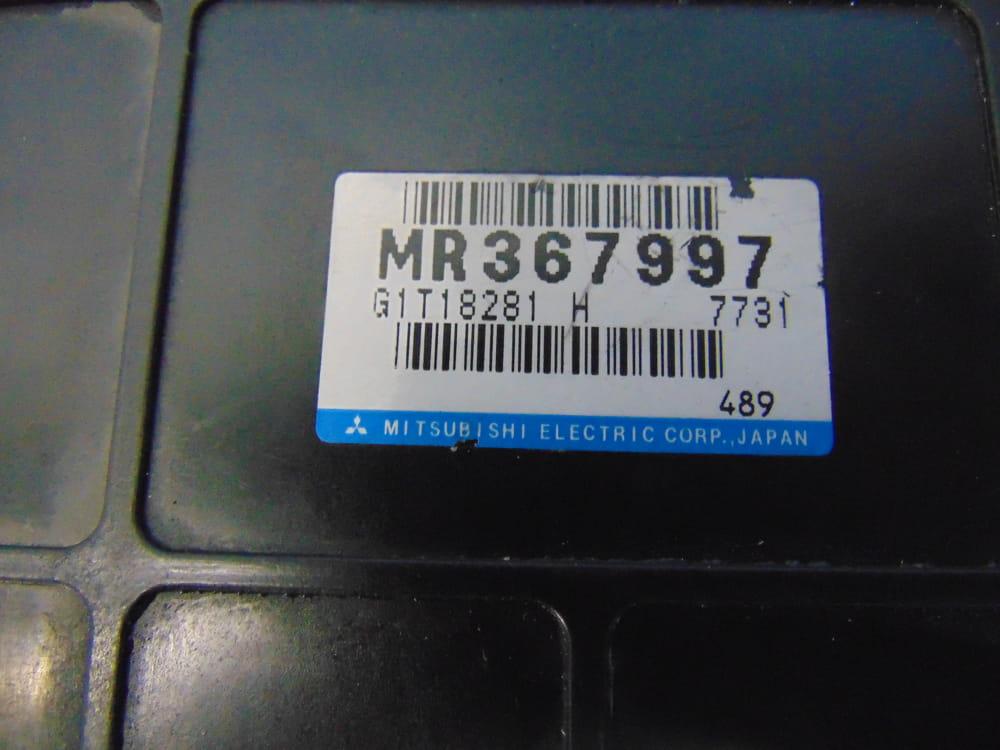 MR367997
G1T18281 H 7731
489
MITSUBISHI ELECTRIC CORP., JAPAN